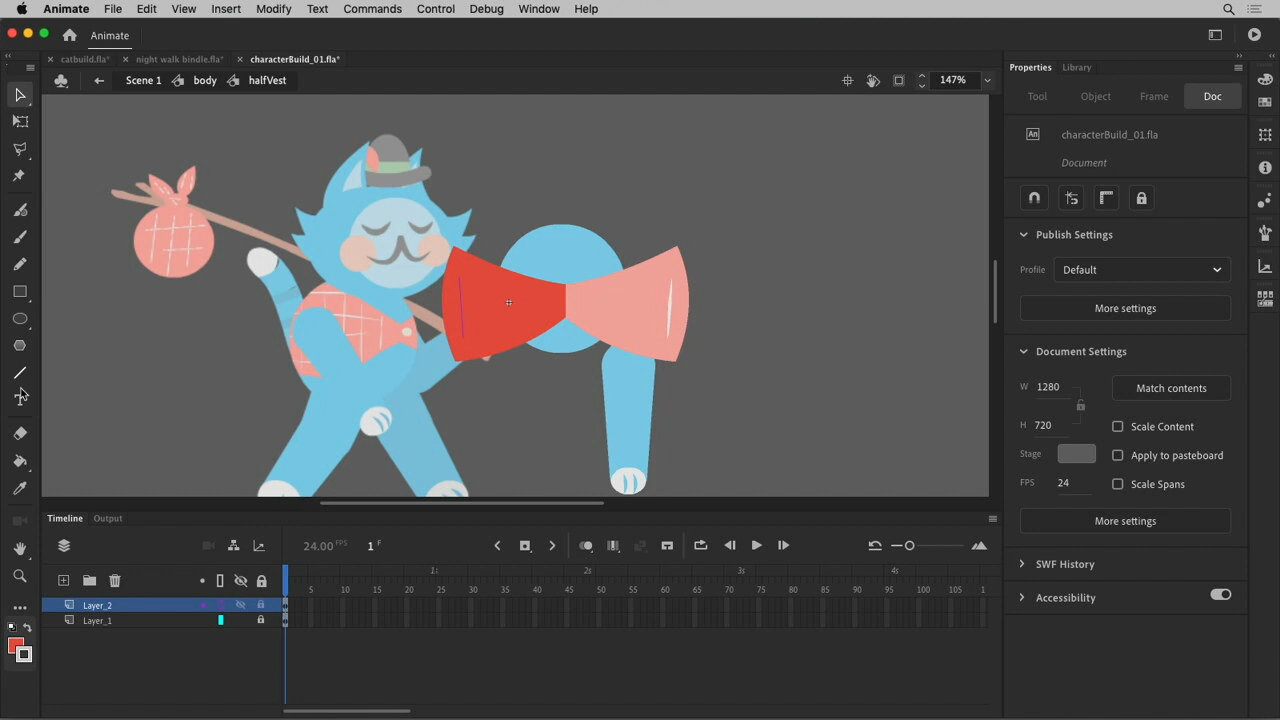 Animate File Edit View Insert Modify Text Commands Control Debug Window Help
Animate
catbuild.fla* night walk bindle.fla* characterBuild_01.fla*
Scene 1 body halfVest 147%
Properties Library
Tool Object Frame Doc
An characterBuild_01.fla
Document
Publish Settings
Profile Default
More settings
Document Settings
W 1280 Match contents
H 720 Scale Content
Stage Apply to pasteboard
FPS 24 Scale Spans
More settings
SWF History
Accessibility
Timeline Output
24.00 FPS 1 F
1s 2s 3s 4s
5 10 15 20 25 30 35 40 45 50 55 60 65 70 75 80 85 90 95 100 105 1
Layer_2
Layer_1